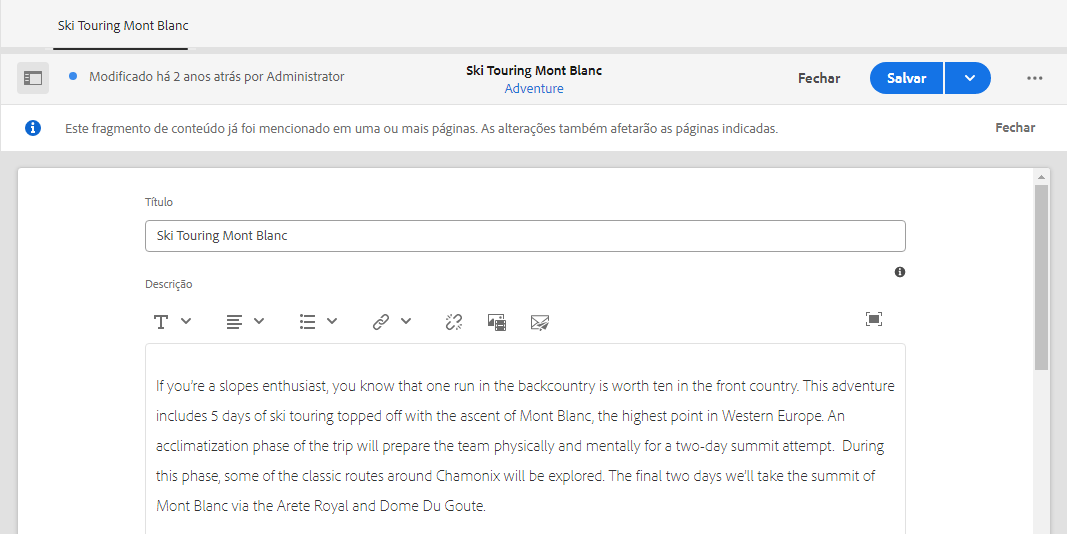 Ski Touring Mont Blanc
Modificado há 2 anos atrás por Administrator
Ski Touring Mont Blanc
Adventure
Fechar
Salvar
Este fragmento de conteúdo já foi mencionado em uma ou mais páginas. As alterações também afetarão as páginas indicadas.
Fechar
Título
Ski Touring Mont Blanc
Descrição
If you're a slopes enthusiast, you know that one run in the backcountry is worth ten in the front country. This adventure
includes 5 days of ski touring topped off with the ascent of Mont Blanc, the highest point in Western Europe. An
acclimatization phase of the trip will prepare the team physically and mentally for a two-day summit attempt.  During
this phase, some of the classic routes around Chamonix will be explored. The final two days we'll take the summit of
Mont Blanc via the Arete Royal and Dome Du Goute.